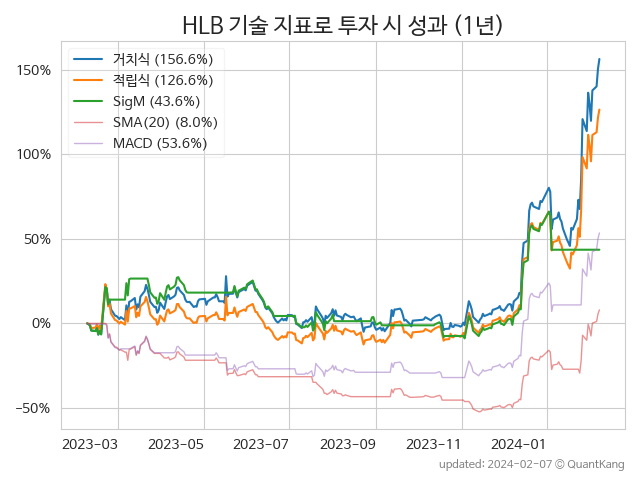 HLB 기술 지표로 투자 시 성과 (1년)
거치식 (156.6%)
적립식 (126.6%)
SigM (43.6%)
SMA(20) (8.0%)
MACD (53.6%)
150%
100%
50%
0%
−50%
2023-03 2023-05 2023-07 2023-09 2023-11 2024-01
updated: 2024-02-07 © QuantKang